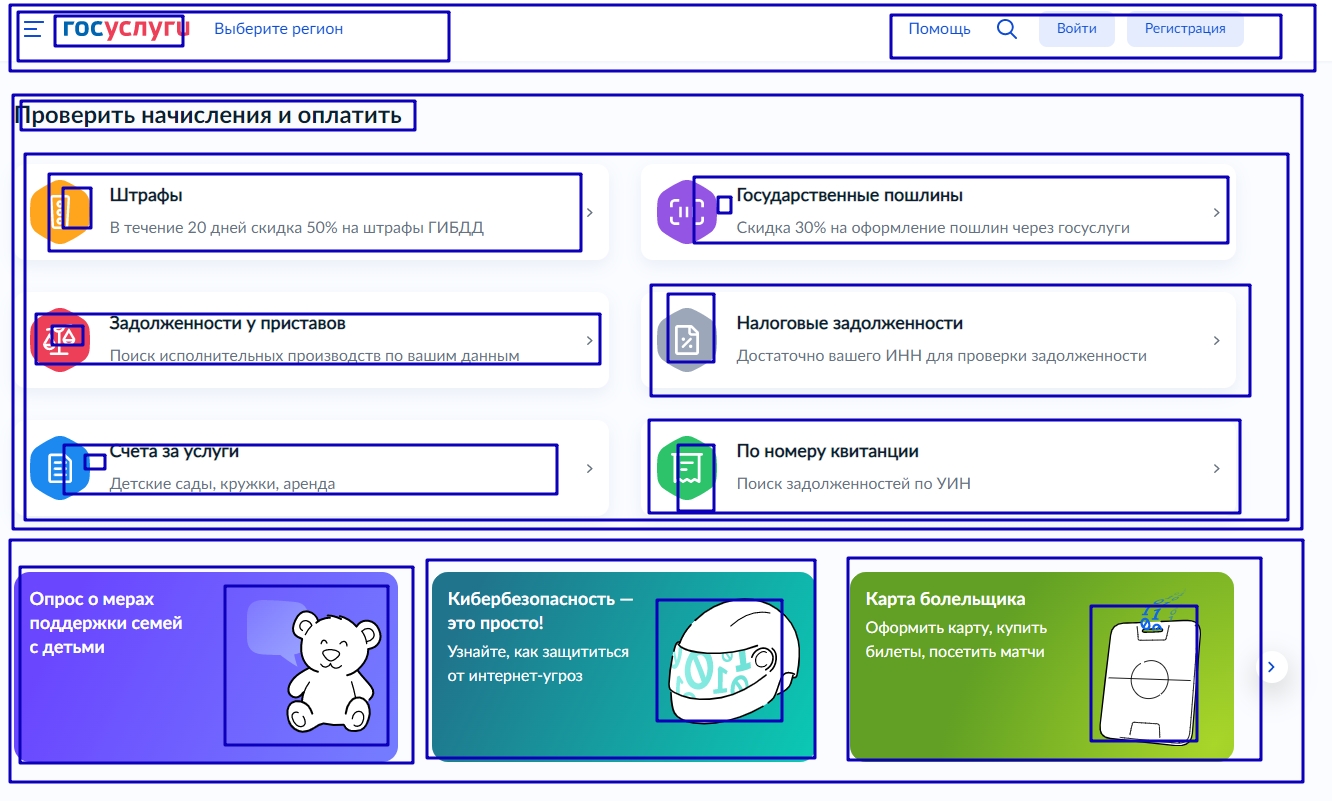 госуслуги Выберите регион Помощь Войти Регистрация
Проверить начисления и оплатить
Штрафы
В течение 20 дней скидка 50% на штрафы ГИБДД
Государственные пошлины
Скидка 30% на оформление пошлин через госуслуги
Задолженности у приставов
Поиск исполнительных производств по вашим данным
Налоговые задолженности
Достаточно вашего ИНН для проверки задолженности
Счета за услуги
Детские сады, кружки, аренда
По номеру квитанции
Поиск задолженностей по УИН
Опрос о мерах
поддержки семей
с детьми
Кибербезопасность —
это просто!
Узнайте, как защититься
от интернет-угроз
Карта болельщика
Оформить карту, купить
билеты, посетить матчи